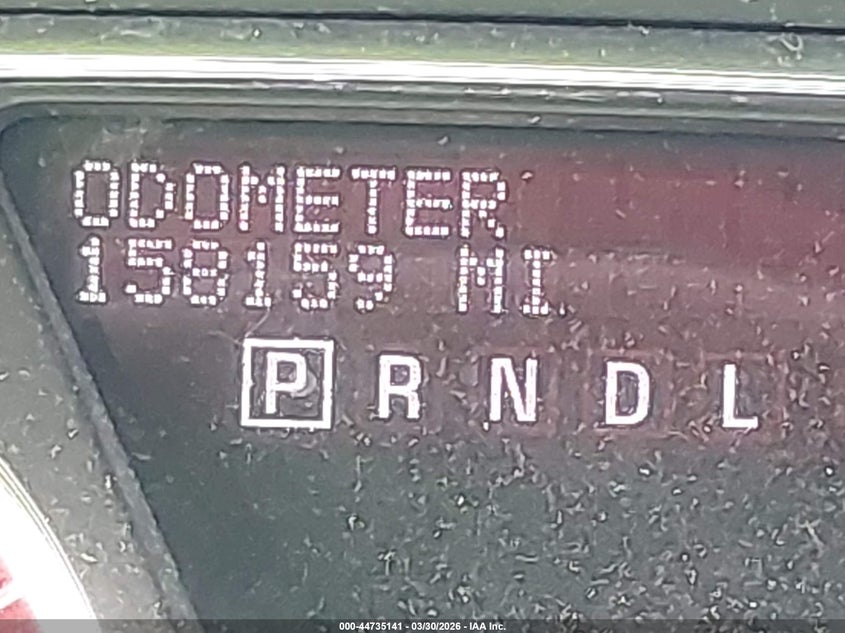 ODOMETER
158159 MI
P R N D L
000-44735141 - 03/30/2026 - IAA Inc.